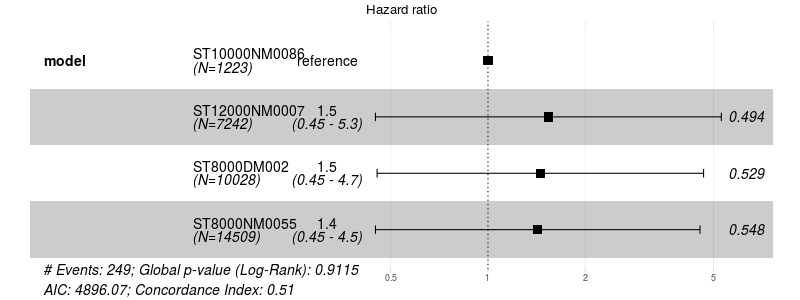 Hazard ratio
model ST10000NM0086 reference
(N=1223)
ST12000NM0007 1.5
(N=7242) (0.45 - 5.3) 0.494
ST8000DM002 1.5
(N=10028) (0.45 - 4.7) 0.529
ST8000NM0055 1.4
(N=14509) (0.45 - 4.5) 0.548
# Events: 249; Global p-value (Log-Rank): 0.9115
AIC: 4896.07; Concordance Index: 0.51
0.5 1 2 5